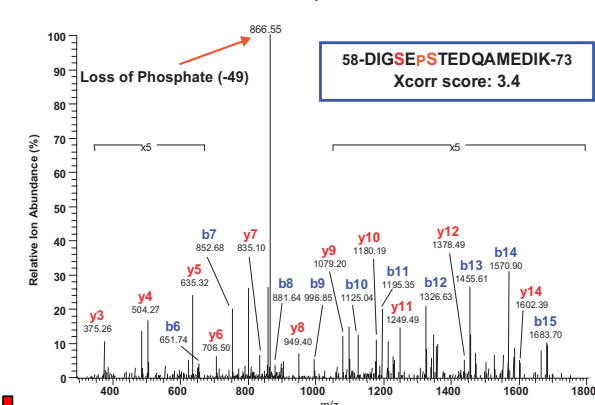 866.55
100
Loss of Phosphate (-49)
58-DIGSEPSTEDQAMEDIK-73
Xcorr score: 3.4
90
80
70
x5
x5
60
50
Relative Ion Abundance (%)
40
b7
852.68
y7
835.10
y9
1079.20
y10
1180.19
y12
1378.49
30
y5
635.32
b8
881.64
b9
996.85
b10
1125.04
b11
1195.35
b12
1326.63
b13
1455.61
b14
1570.90
20
y3
375.26
y4
504.27
b6
651.74
y6
706.50
y8
949.40
y11
1249.49
y14
1602.39
b15
1683.70
10
0
400 600 800 1000 1200 1400 1600 1800
m/z